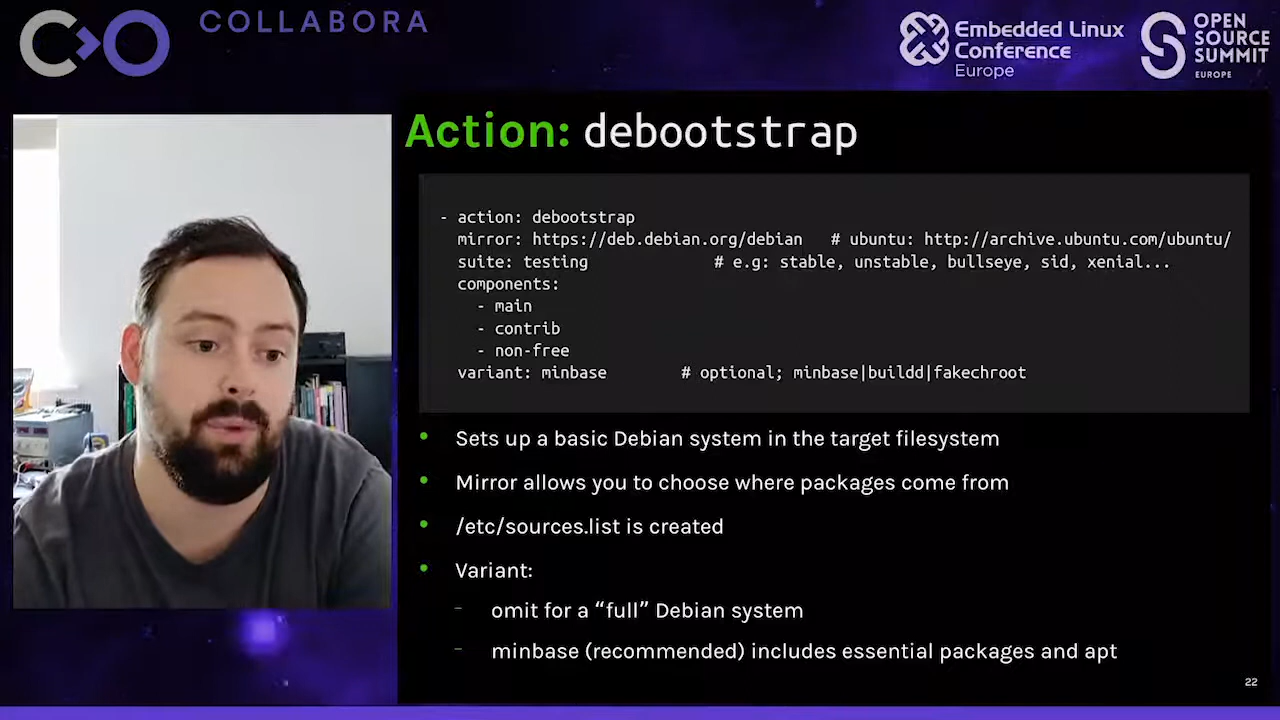 COLLABORA
Embedded Linux
Conference
Europe
OPEN
SOURCE
SUMMIT
EUROPE
Action: debootstrap
- action: debootstrap
mirror: https://deb.debian.org/debian # ubuntu: http://archive.ubuntu.com/ubuntu/
suite: testing # e.g: stable, unstable, bullseye, sid, xenial...
components:
- main
- contrib
- non-free
variant: minbase # optional; minbase|buildd|fakechroot
• Sets up a basic Debian system in the target filesystem
• Mirror allows you to choose where packages come from
• /etc/sources.list is created
• Variant:
- omit for a “full” Debian system
- minbase (recommended) includes essential packages and apt
22